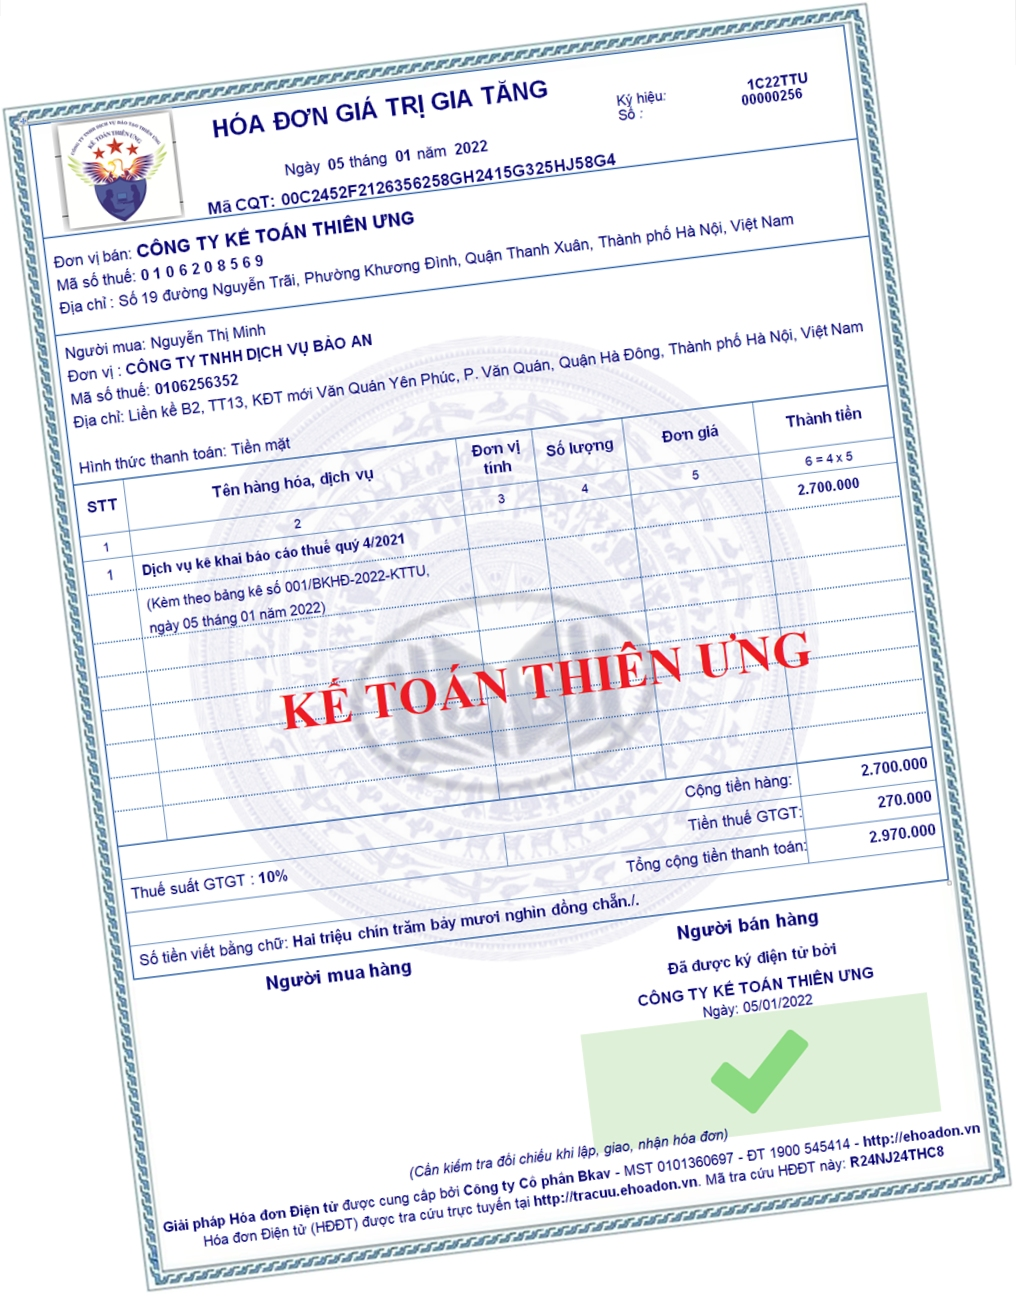 HÓA ĐƠN GIÁ TRỊ GIA TĂNG
Ký hiệu: 1C22TTU
Số : 00000256
CÔNG TY TNHH DỊCH VỤ ĐÀO TẠO THIÊN ƯNG
KẾ TOÁN THIÊN ƯNG
Ngày 05 tháng 01 năm 2022
Mã CQT: 00C2452F2126356258GH2415G325HJ58G4
Đơn vị bán: CÔNG TY KẾ TOÁN THIÊN ƯNG
Mã số thuế: 0 1 0 6 2 0 8 5 6 9
Địa chỉ : Số 19 đường Nguyễn Trãi, Phường Khương Đình, Quận Thanh Xuân, Thành phố Hà Nội, Việt Nam
Người mua: Nguyễn Thị Minh
Đơn vị : CÔNG TY TNHH DỊCH VỤ BẢO AN
Mã số thuế: 0106256352
Địa chỉ: Liền kề B2, TT13, KĐT mới Văn Quán Yên Phúc, P. Văn Quán, Quận Hà Đông, Thành phố Hà Nội, Việt Nam
Hình thức thanh toán: Tiền mặt
STT Tên hàng hóa, dịch vụ Đơn vị tính Số lượng Đơn giá Thành tiền
1 2 3 4 5 6 = 4 x 5
1 Dịch vụ kê khai báo cáo thuế quý 4/2021 2.700.000
(Kèm theo bảng kê số 001/BKHĐ-2022-KTTU,
ngày 05 tháng 01 năm 2022)
KẾ TOÁN THIÊN ƯNG
Cộng tiền hàng: 2.700.000
Thuế suất GTGT : 10% Tiền thuế GTGT: 270.000
Tổng cộng tiền thanh toán: 2.970.000
Số tiền viết bằng chữ: Hai triệu chín trăm bảy mươi nghìn đồng chẵn./.
Người mua hàng Người bán hàng
Đã được ký điện tử bởi
CÔNG TY KẾ TOÁN THIÊN ƯNG
Ngày: 05/01/2022
(Cần kiểm tra đối chiếu khi lập, giao, nhận hóa đơn)
Giải pháp Hóa đơn Điện tử được cung cấp bởi Công ty Cổ phần Bkav - MST 0101360697 - ĐT 1900 545414 - http://ehoadon.vn
Hóa đơn Điện tử (HĐĐT) được tra cứu trực tuyến tại http://tracuu.ehoadon.vn. Mã tra cứu HĐĐT này: R24NJ24THC8